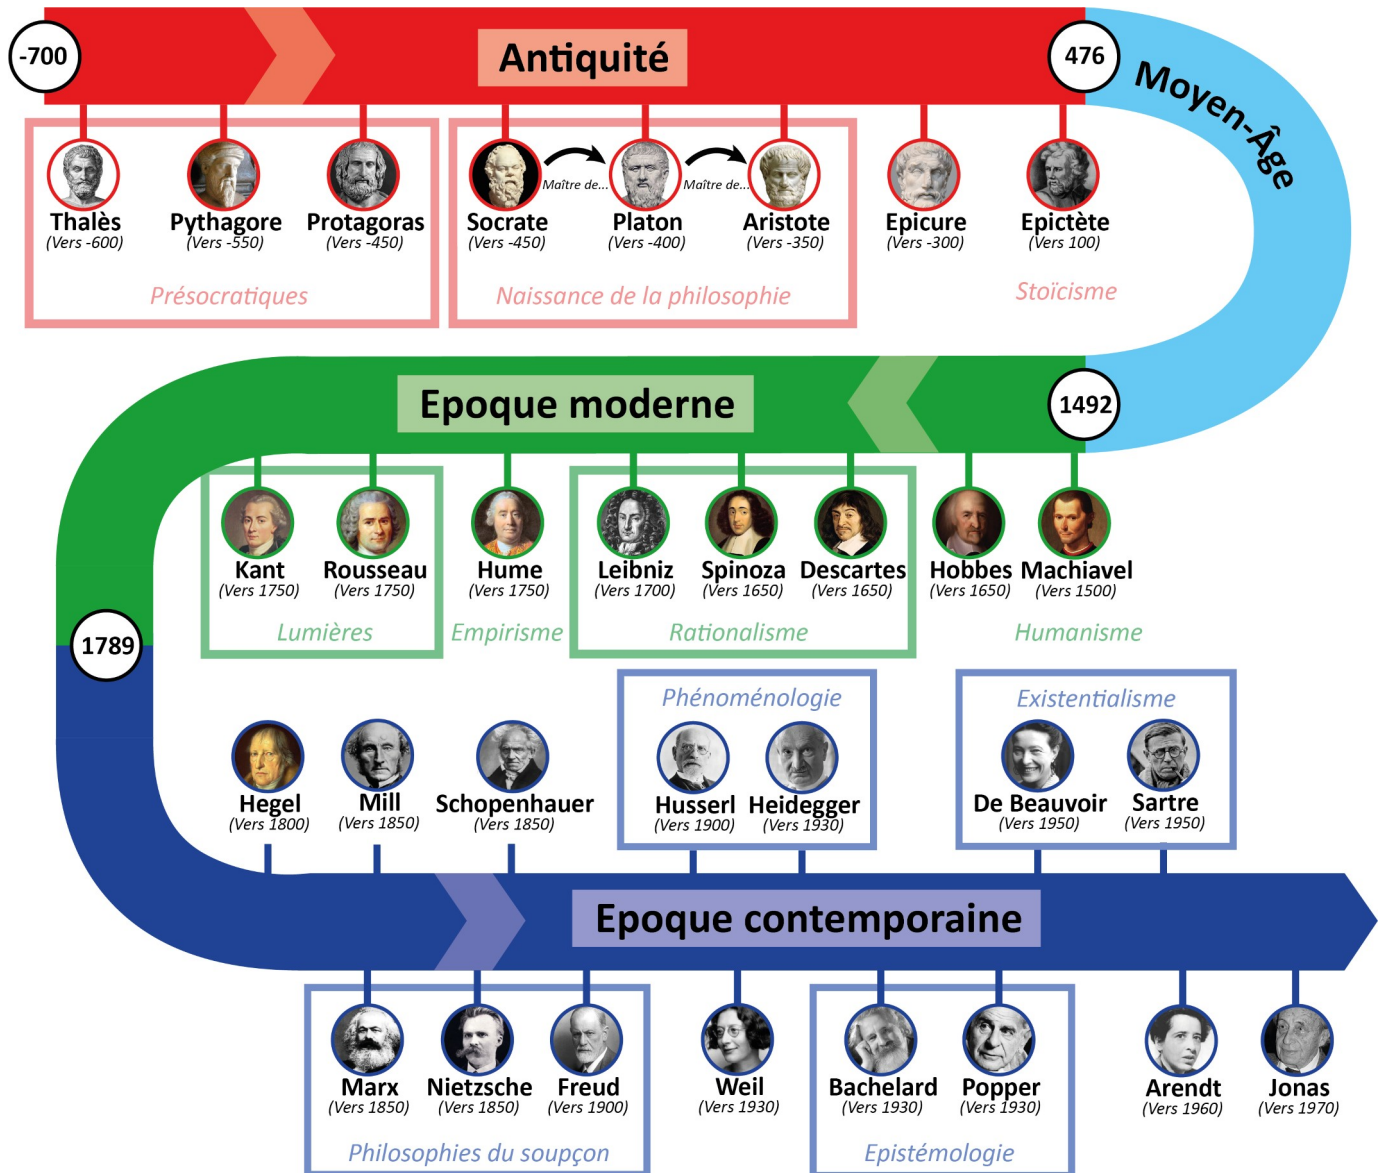 -700
Antiquité
476
Moyen-Âge
Thalès
(Vers -600)
Pythagore
(Vers -550)
Protagoras
(Vers -450)
Présocratiques
Socrate
(Vers -450)
Maître de...
Platon
(Vers -400)
Maître de...
Aristote
(Vers -350)
Naissance de la philosophie
Epicure
(Vers -300)
Epictète
(Vers 100)
Stoïcisme
Epoque moderne
1492
Kant
(Vers 1750)
Rousseau
(Vers 1750)
Lumières
Hume
(Vers 1750)
Empirisme
Leibniz
(Vers 1700)
Spinoza
(Vers 1650)
Descartes
(Vers 1650)
Rationalisme
Hobbes
(Vers 1650)
Machiavel
(Vers 1500)
Humanisme
1789
Hegel
(Vers 1800)
Mill
(Vers 1850)
Schopenhauer
(Vers 1850)
Phénoménologie
Husserl
(Vers 1900)
Heidegger
(Vers 1930)
Existentialisme
De Beauvoir
(Vers 1950)
Sartre
(Vers 1950)
Epoque contemporaine
Marx
(Vers 1850)
Nietzsche
(Vers 1850)
Freud
(Vers 1900)
Philosophies du soupçon
Weil
(Vers 1930)
Bachelard
(Vers 1930)
Popper
(Vers 1930)
Epistémologie
Arendt
(Vers 1960)
Jonas
(Vers 1970)